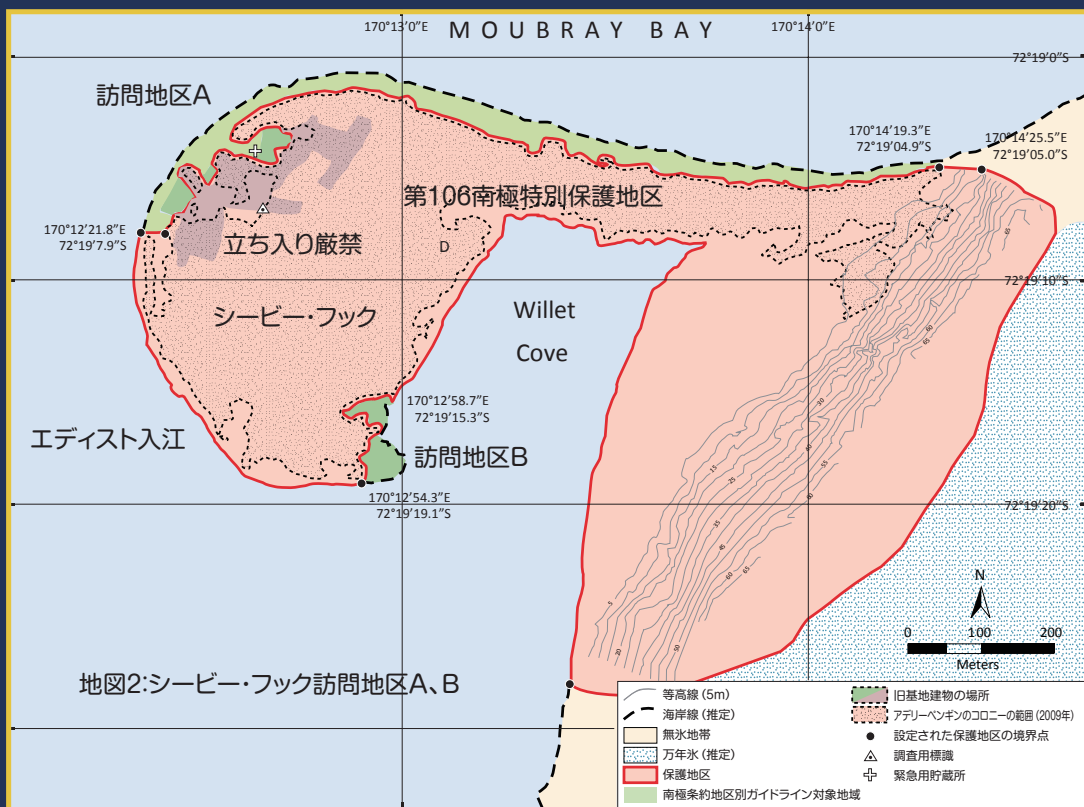 170°13'0"E
MOUBRAY BAY
170°14'0"E
72°19'0"S
訪問地区A
170°14'19.3"E
72°19'04.9"S
170°14'25.5"E
72°19'05.0"S
第106南極特別保護地区
170°12'21.8"E
72°19'7.9"S
立ち入り厳禁
D
72°19'10"S
シービー・フック
Willet
Cove
170°12'58.7"E
72°19'15.3"S
エディスト入江
訪問地区B
170°12'54.3"E
72°19'19.1"S
72°19'20"S
N
0 100 200
Meters
地図2:シービー・フック訪問地区A、B
等高線 (5m)
海岸線 (推定)
無氷地帯
万年氷 (推定)
保護地区
南極条約地区別ガイドライン対象地域
旧基地建物の場所
アデリーペンギンのコロニーの範囲 (2009年)
設定された保護地区の境界点
調査用標識
緊急用貯蔵所